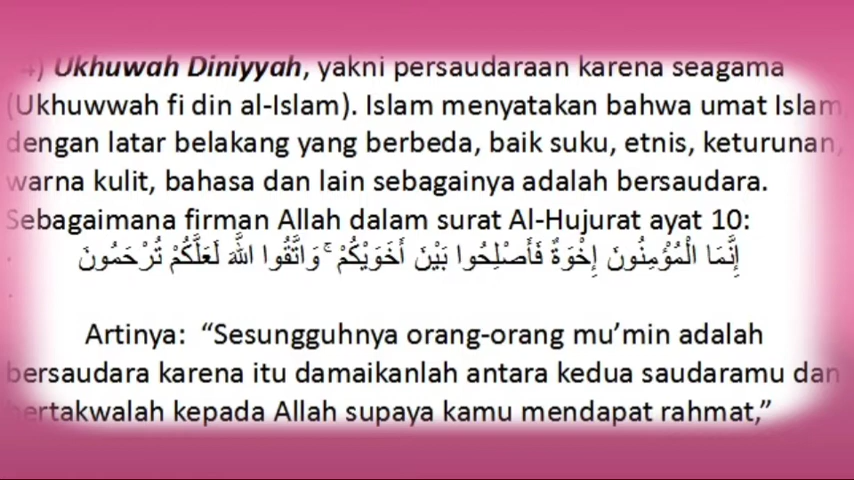 4) Ukhuwah Diniyyah, yakni persaudaraan karena seagama
(Ukhuwwah fi din al-Islam). Islam menyatakan bahwa umat Islam
dengan latar belakang yang berbeda, baik suku, etnis, keturunan,
warna kulit, bahasa dan lain sebagainya adalah bersaudara.
Sebagaimana firman Allah dalam surat Al-Hujurat ayat 10:
إِنَّمَا الْمُؤْمِنُونَ إِخْوَةٌ فَأَصْلِحُوا بَيْنَ أَخَوَيْكُمْ ۚ وَاتَّقُوا اللَّهَ لَعَلَّكُمْ تُرْحَمُونَ
Artinya: “Sesungguhnya orang-orang mu’min adalah
bersaudara karena itu damaikanlah antara kedua saudaramu dan
bertakwalah kepada Allah supaya kamu mendapat rahmat,”